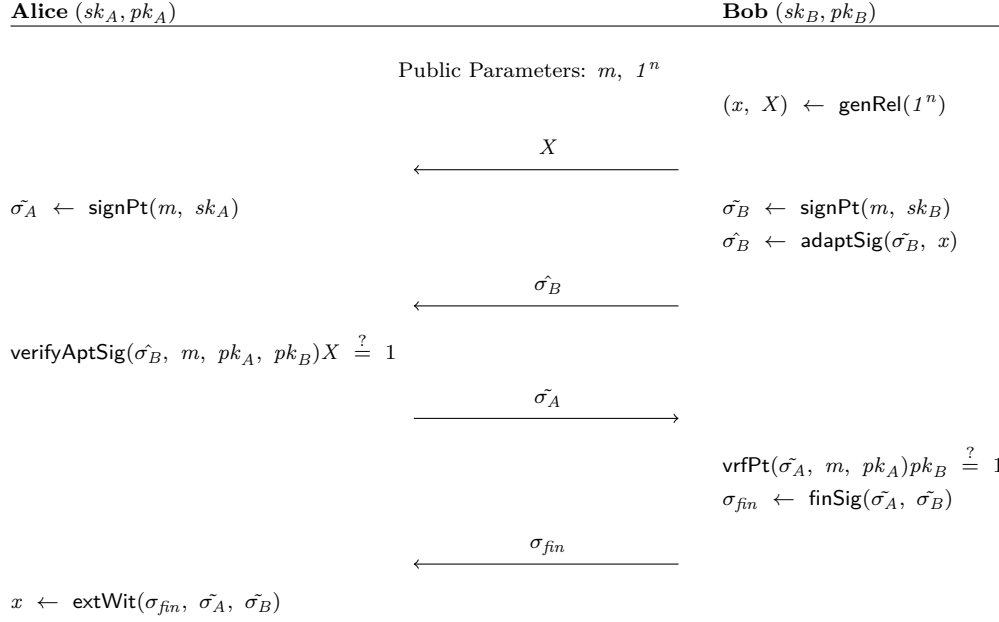 Alice (sk_A, pk_A) Bob (sk_B, pk_B)
Public Parameters: m, 1^n
(x, X) ← genRel(1^n)
X
σ̃_A ← signPt(m, sk_A) σ̃_B ← signPt(m, sk_B)
σ̂_B ← adaptSig(σ̃_B, x)
σ̂_B
verifyAptSig(σ̂_B, m, pk_A, pk_B)X ≟ 1
σ̃_A
vrfPt(σ̃_A, m, pk_A)pk_B ≟ 1
σ_fin ← finSig(σ̃_A, σ̃_B)
σ_fin
x ← extWit(σ_fin, σ̃_A, σ̃_B)